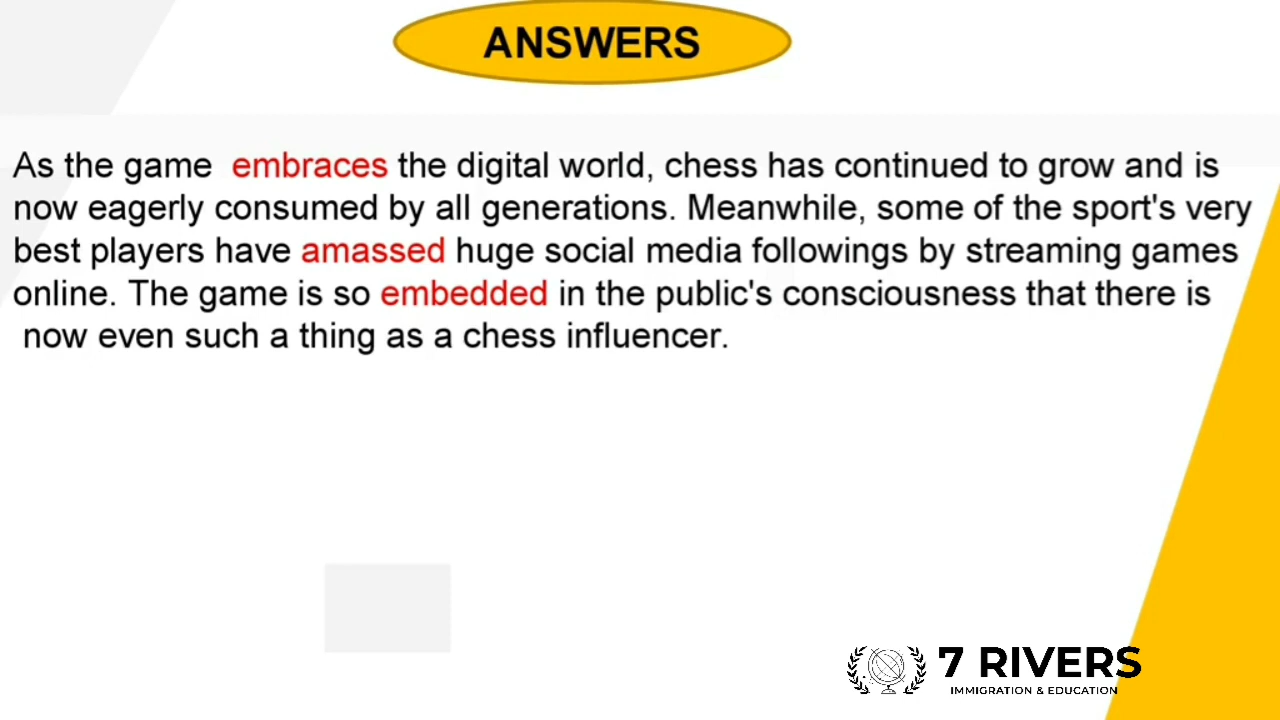 ANSWERS
As the game embraces the digital world, chess has continued to grow and is
now eagerly consumed by all generations. Meanwhile, some of the sport's very
best players have amassed huge social media followings by streaming games
online. The game is so embedded in the public's consciousness that there is
now even such a thing as a chess influencer.
7 RIVERS
IMMIGRATION & EDUCATION